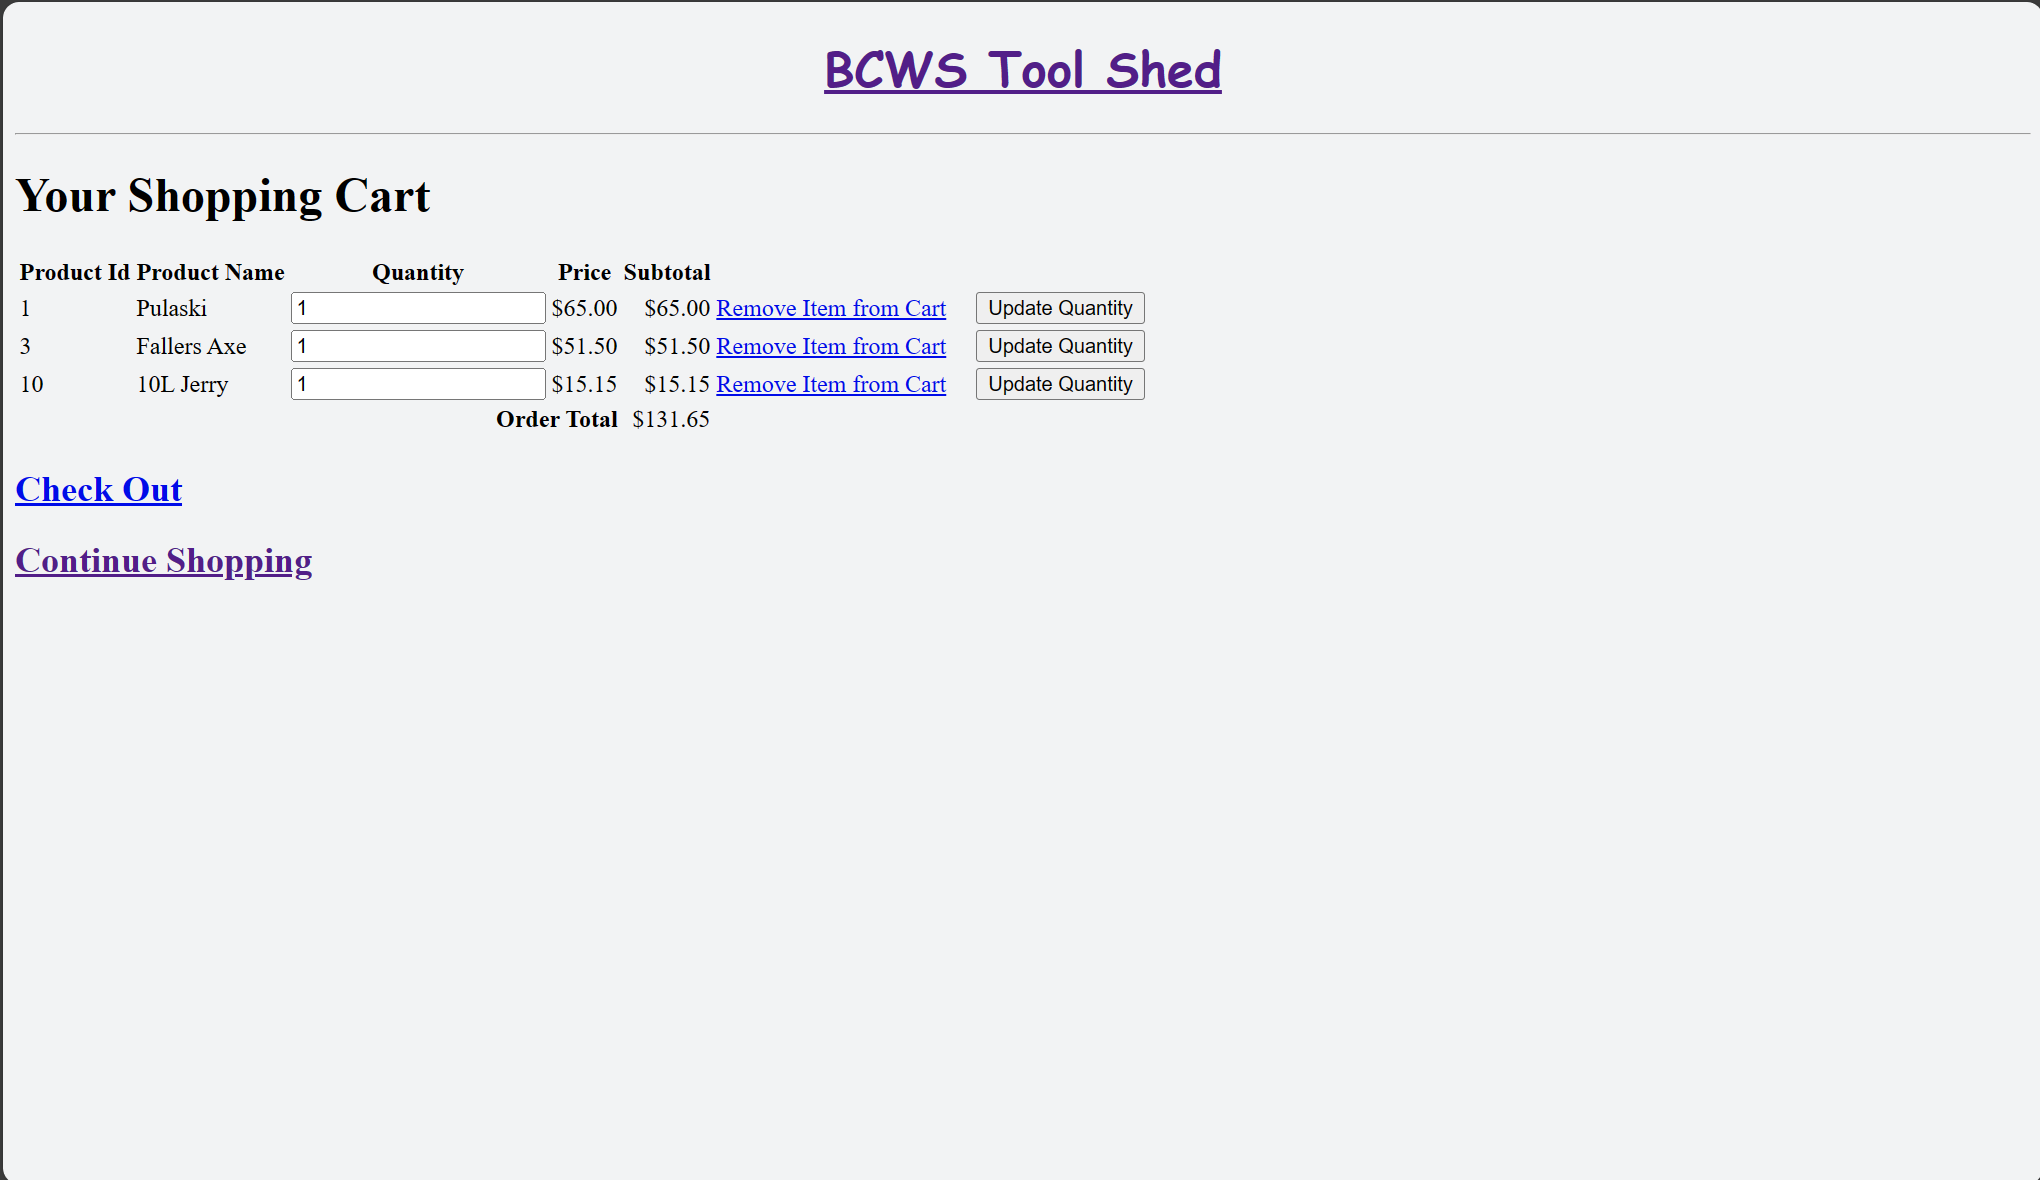 BCWS Tool Shed
Your Shopping Cart
Product Id Product Name Quantity Price Subtotal
1 Pulaski 1 $65.00 $65.00 Remove Item from Cart Update Quantity
3 Fallers Axe 1 $51.50 $51.50 Remove Item from Cart Update Quantity
10 10L Jerry 1 $15.15 $15.15 Remove Item from Cart Update Quantity
Order Total $131.65
Check Out
Continue Shopping